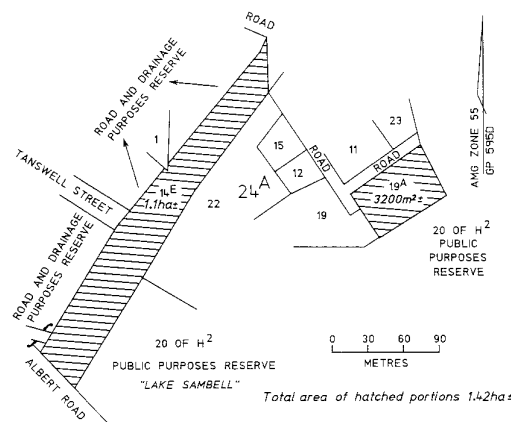 ROAD
ROAD AND DRAINAGE
PURPOSES RESERVE
1
TANSWELL STREET
14E
1.1ha±
22
15
12
24A
19
ROAD
11
23
ROAD
19A
3200m²±
AMG ZONE 55
GP 595D
20 OF H²
PUBLIC
PURPOSES
RESERVE
ROAD AND DRAINAGE
PURPOSES RESERVE
ALBERT ROAD
20 OF H²
PUBLIC PURPOSES RESERVE
"LAKE SAMBELL"
0 30 60 90
METRES
Total area of hatched portions 1.42ha±